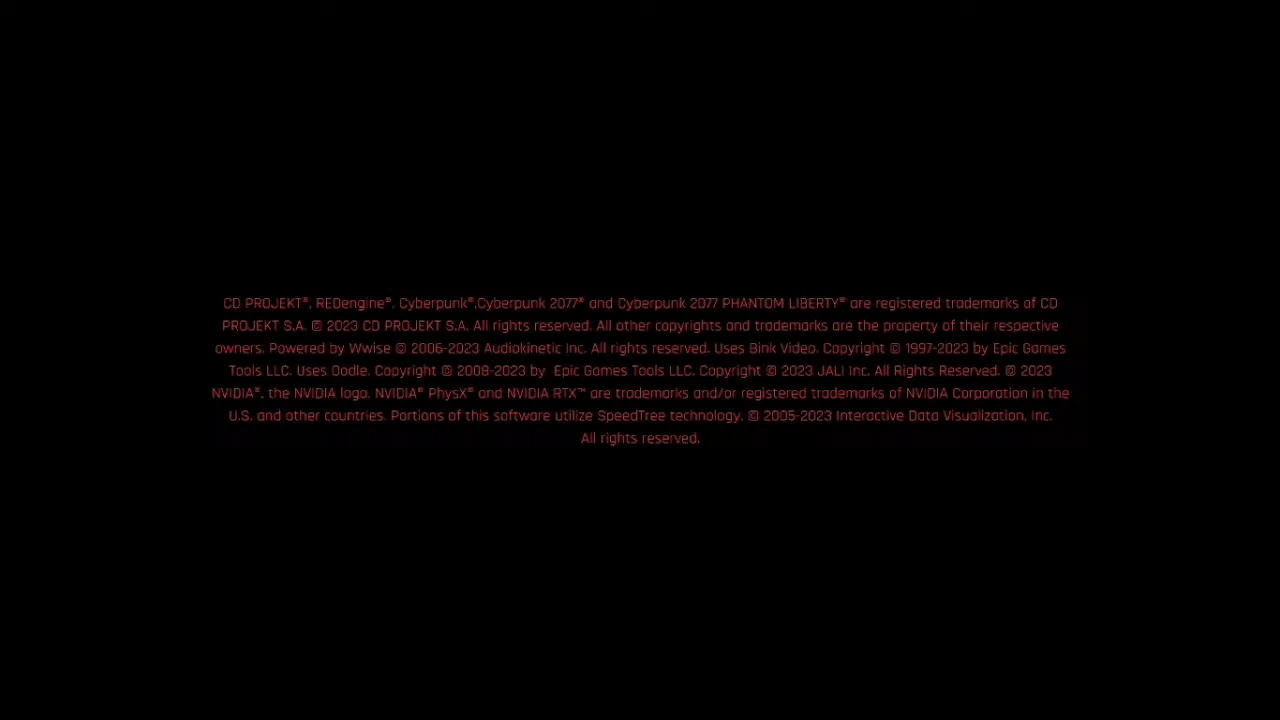 CD PROJEKT®, REDengine®, Cyberpunk®,Cyberpunk 2077® and Cyberpunk 2077 PHANTOM LIBERTY® are registered trademarks of CD
PROJEKT S.A. © 2023 CD PROJEKT S.A. All rights reserved. All other copyrights and trademarks are the property of their respective
owners. Powered by Wwise © 2006-2023 Audiokinetic Inc. All rights reserved. Uses Bink Video. Copyright © 1997-2023 by Epic Games
Tools LLC. Uses Oodle. Copyright © 2008-2023 by  Epic Games Tools LLC. Copyright © 2023 JALI Inc. All Rights Reserved. © 2023
NVIDIA®, the NVIDIA logo, NVIDIA® PhysX® and NVIDIA RTX™ are trademarks and/or registered trademarks of NVIDIA Corporation in the
U.S. and other countries. Portions of this software utilize SpeedTree technology. © 2005-2023 Interactive Data Visualization, Inc.
All rights reserved.